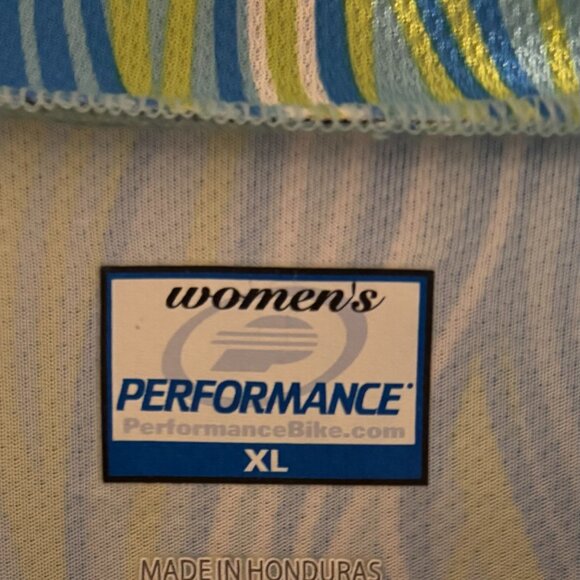 women's
PERFORMANCE
PerformanceBike.com
XL
MADE IN HONDURAS